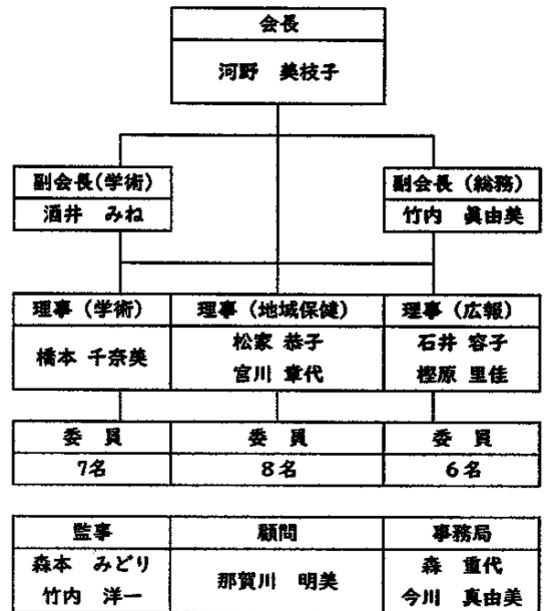 会長
河野　美枝子
副会長(学術)
酒井　みね
副会長（総務）
竹内　眞由美
理事（学術）
橋本 千奈美
理事（地域保健）
松家 恭子
宮川 章代
理事（広報）
石井 容子
樫原 里佳
委　員
7名
委　員
8名
委　員
6名
監事
森本　みどり
竹内　洋一
顧問
那賀川　明美
事務局
森　重代
今川　真由美